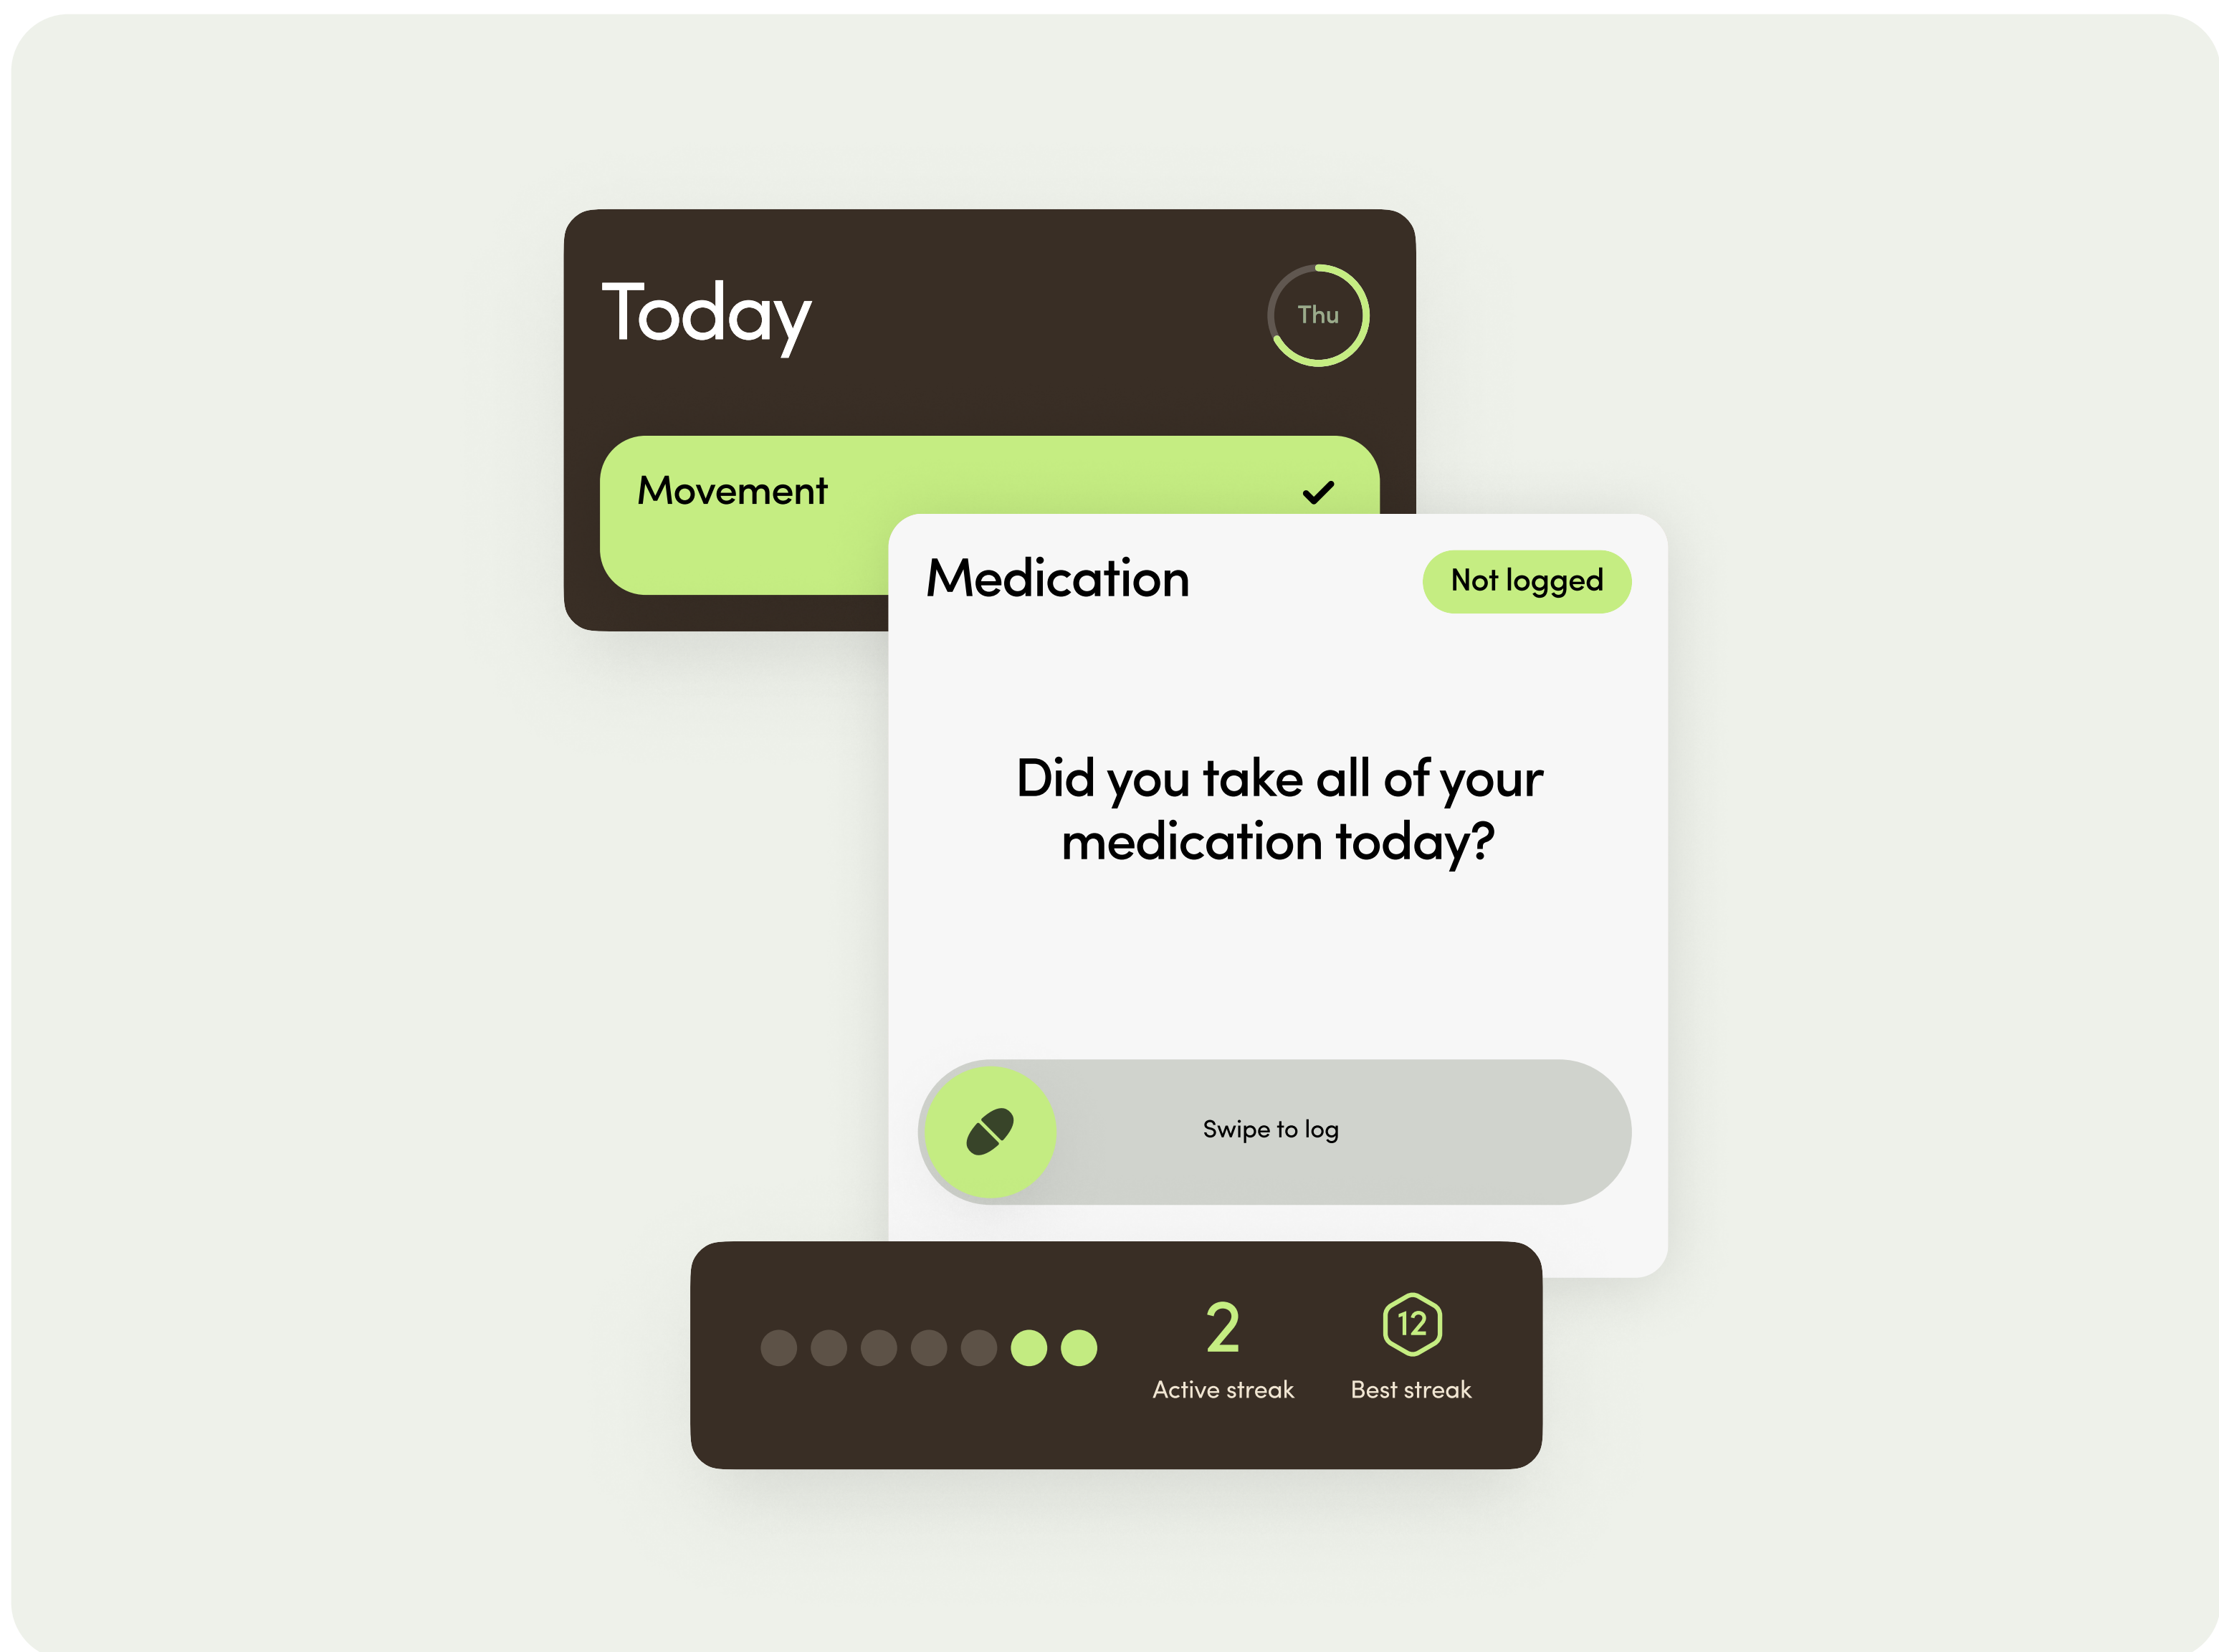 Today
Thu
Movement
Medication
Not logged
Did you take all of your
medication today?
Swipe to log
2
Active streak
12
Best streak